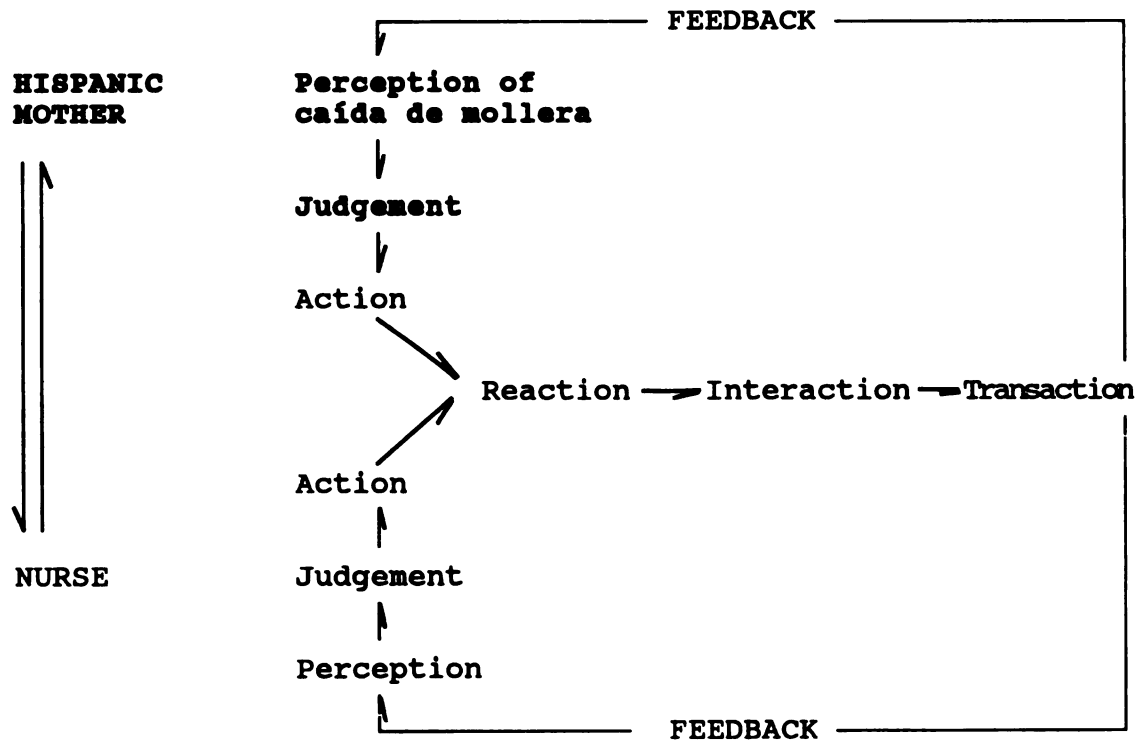 FEEDBACK
HISPANIC
MOTHER
Perception of
caída de mollera
Judgement
Action
Reaction
Interaction
Transaction
Action
NURSE
Judgement
Perception
FEEDBACK